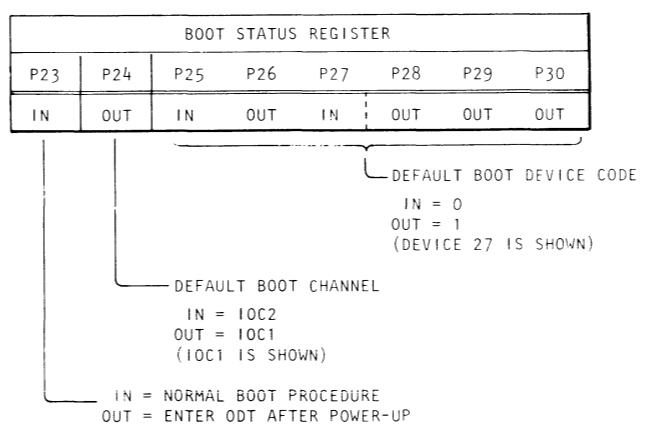 BOOT STATUS REGISTER
P23 P24 P25 P26 P27 P28 P29 P30
IN OUT IN OUT IN OUT OUT OUT
DEFAULT BOOT DEVICE CODE
IN = 0
OUT = 1
(DEVICE 27 IS SHOWN)
DEFAULT BOOT CHANNEL
IN = IOC2
OUT = IOC1
(IOC1 IS SHOWN)
IN = NORMAL BOOT PROCEDURE
OUT = ENTER ODT AFTER POWER-UP